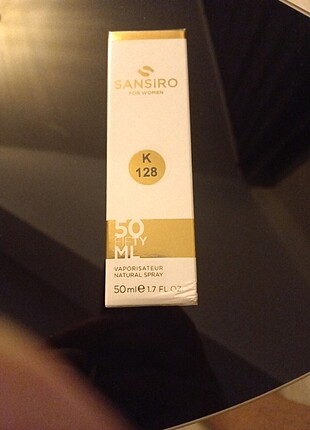 SANSIRO
FOR WOMEN
K
128
50
FIFTY
ML
VAPORISATEUR
NATURAL SPRAY
50ml℮1.7 FL OZ